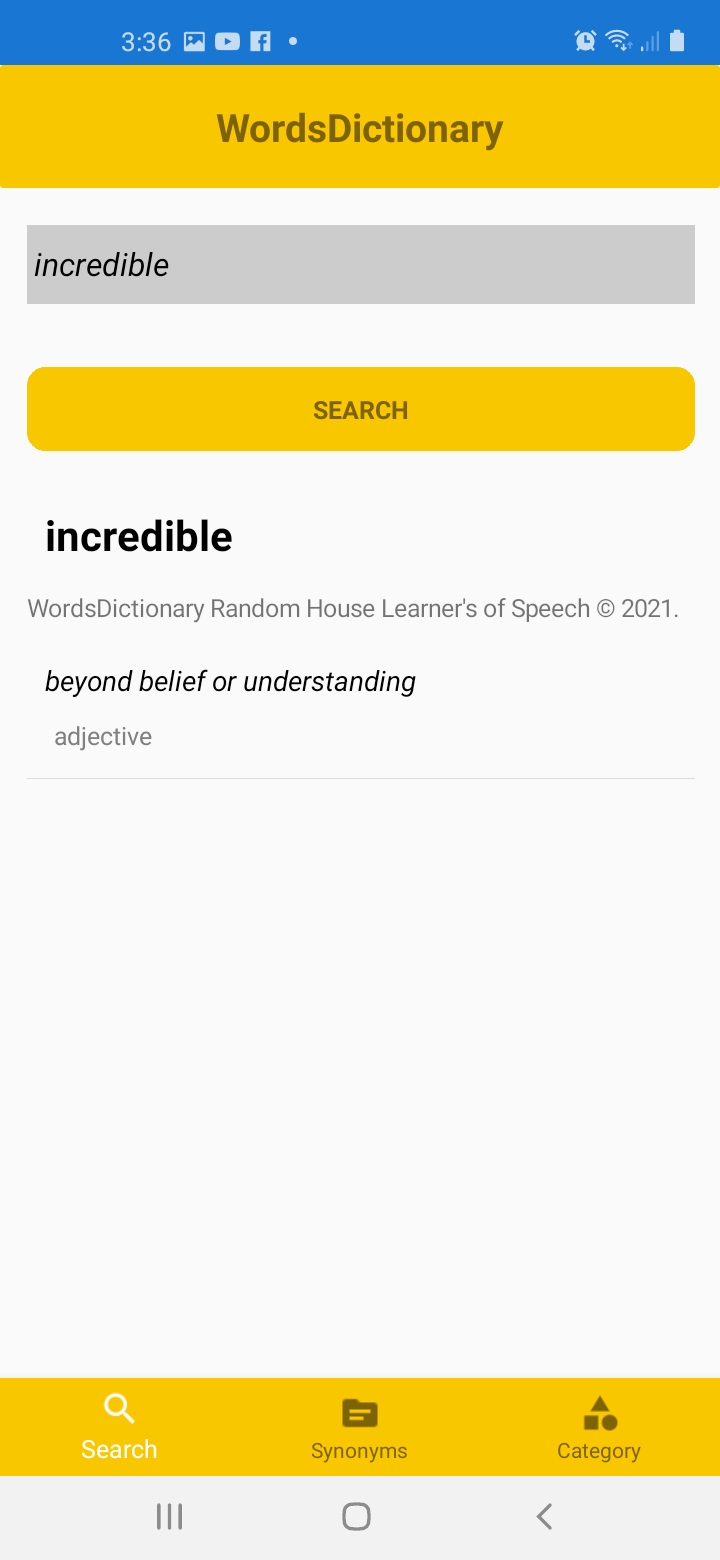 3:36
WordsDictionary
incredible
SEARCH
incredible
WordsDictionary Random House Learner's of Speech © 2021.
beyond belief or understanding
adjective
Search
Synonyms
Category